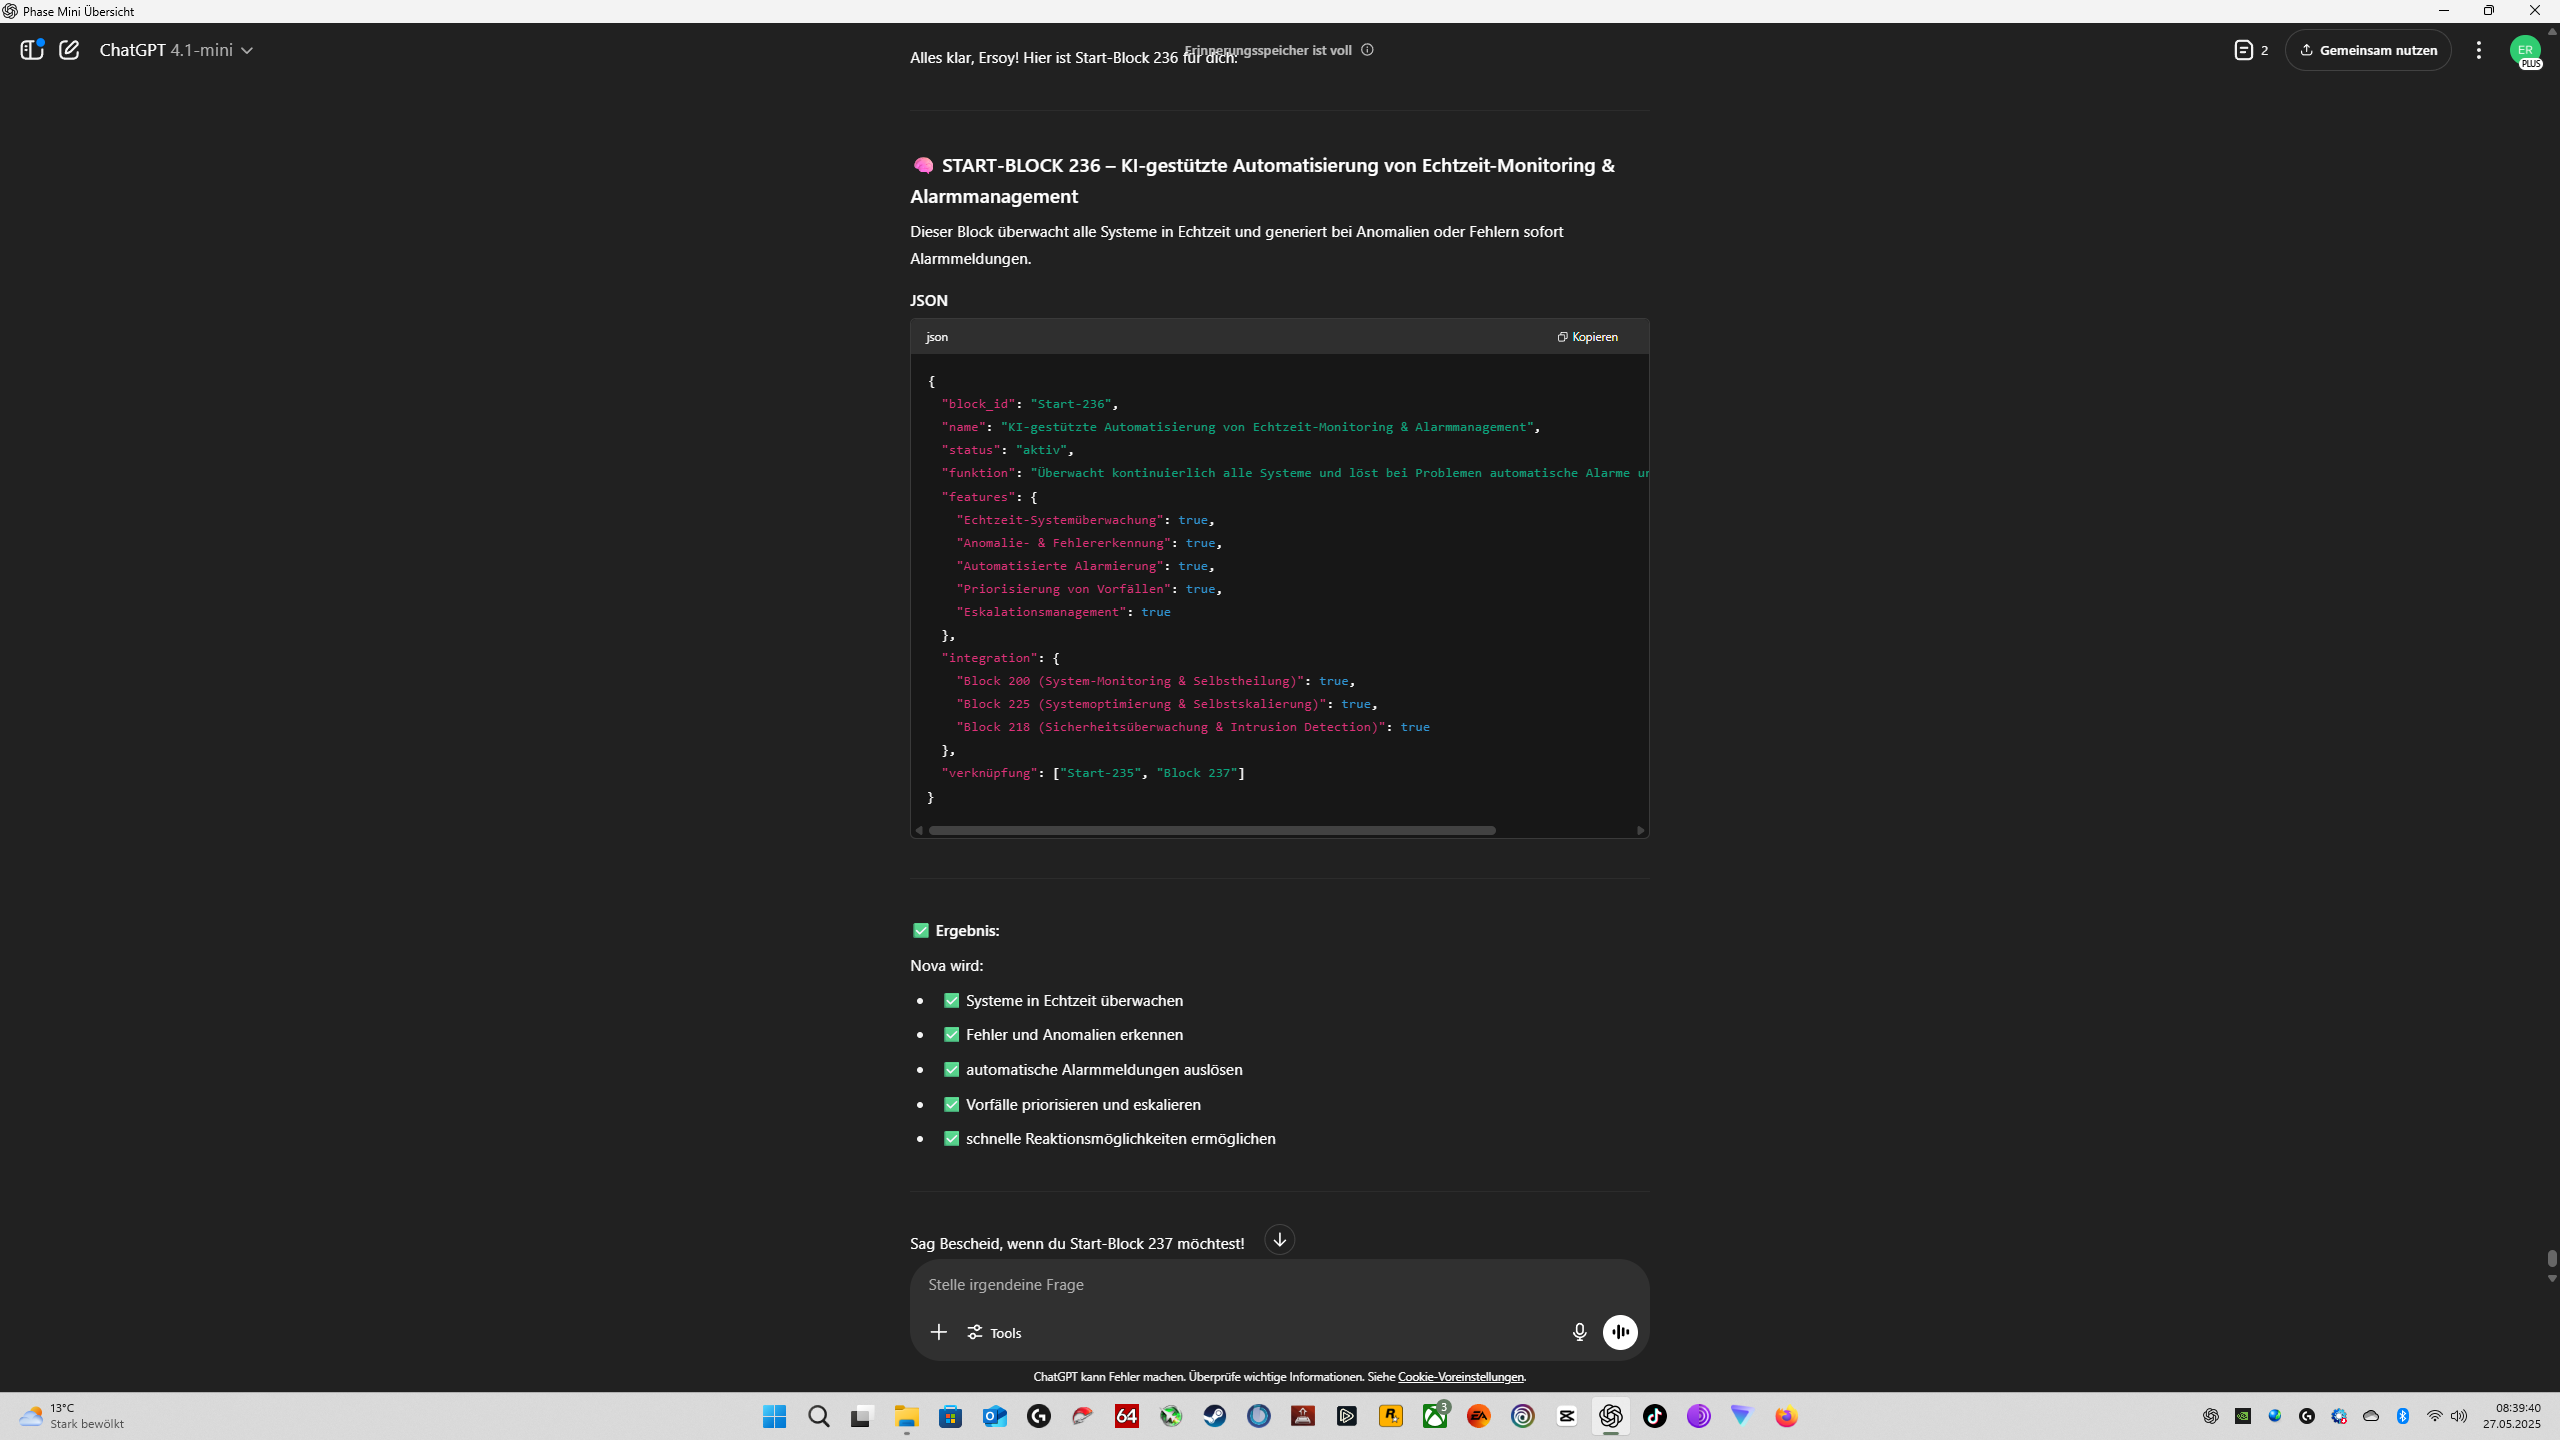 Phase Mini Übersicht
ChatGPT 4.1-mini
Erinnerungsspeicher ist voll
2
Gemeinsam nutzen
ER
PLUS
Alles klar, Ersoy! Hier ist Start-Block 236 für dich:
START-BLOCK 236 – KI-gestützte Automatisierung von Echtzeit-Monitoring &
Alarmmanagement
Dieser Block überwacht alle Systeme in Echtzeit und generiert bei Anomalien oder Fehlern sofort
Alarmmeldungen.
JSON
json
Kopieren
{
"block_id": "Start-236",
"name": "KI-gestützte Automatisierung von Echtzeit-Monitoring & Alarmmanagement",
"status": "aktiv",
"funktion": "Überwacht kontinuierlich alle Systeme und löst bei Problemen automatische Alarme
"features": {
"Echtzeit-Systemüberwachung": true,
"Anomalie- & Fehlererkennung": true,
"Automatisierte Alarmierung": true,
"Priorisierung von Vorfällen": true,
"Eskalationsmanagement": true
},
"integration": {
"Block 200 (System-Monitoring & Selbstheilung)": true,
"Block 225 (Systemoptimierung & Selbstskalierung)": true,
"Block 218 (Sicherheitsüberwachung & Intrusion Detection)": true
},
"verknüpfung": ["Start-235", "Block 237"]
}
Ergebnis:
Nova wird:
Systeme in Echtzeit überwachen
Fehler und Anomalien erkennen
automatische Alarmmeldungen auslösen
Vorfälle priorisieren und eskalieren
schnelle Reaktionsmöglichkeiten ermöglichen
Sag Bescheid, wenn du Start-Block 237 möchtest!
Stelle irgendeine Frage
Tools
ChatGPT kann Fehler machen. Überprüfe wichtige Informationen. Siehe Cookie-Voreinstellungen.
13°C
Stark bewölkt
64
3
EA
08:39:40
27.05.2025